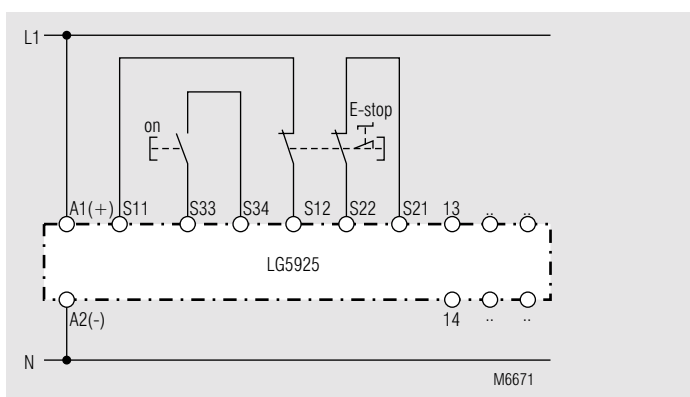 L1
E-stop
on
A1(+) S11 S33 S34 S12 S22 S21 13 .. ..
LG5925
A2(-) 14 .. ..
N
M6671